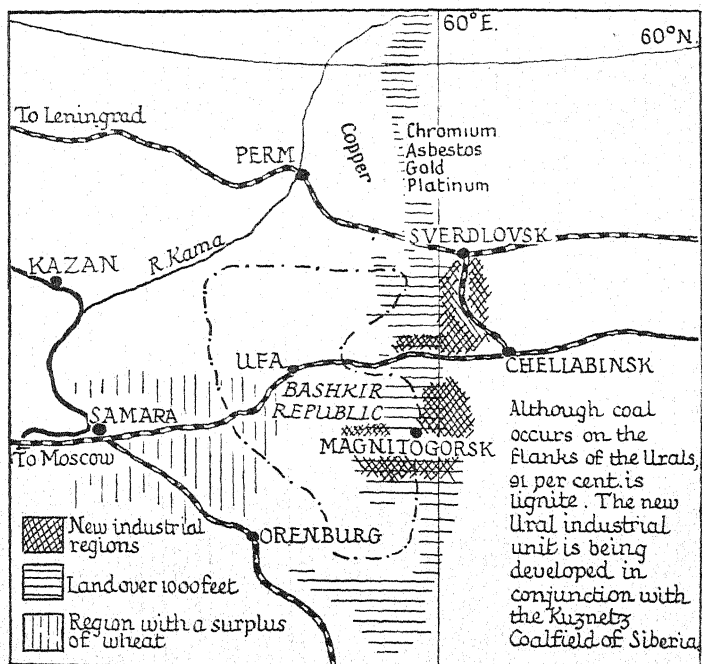 60°E.
60°N.
To Leningrad
PERM
Copper
Chromium
Asbestos
Gold
Platinum
SVERDLOVSK
R. Kama
KAZAN
UFA
CHELIABINSK
BASHKIR
REPUBLIC
SAMARA
MAGNITOGORSK
To Moscow
ORENBURG
Although coal
occurs on the
flanks of the Urals,
91 per cent. is
lignite. The new
Ural industrial
unit is being
developed in
conjunction with
the Kuznetz
Coalfield of Siberia.
New industrial
regions
Land over 1000 feet
Region with a surplus
of wheat